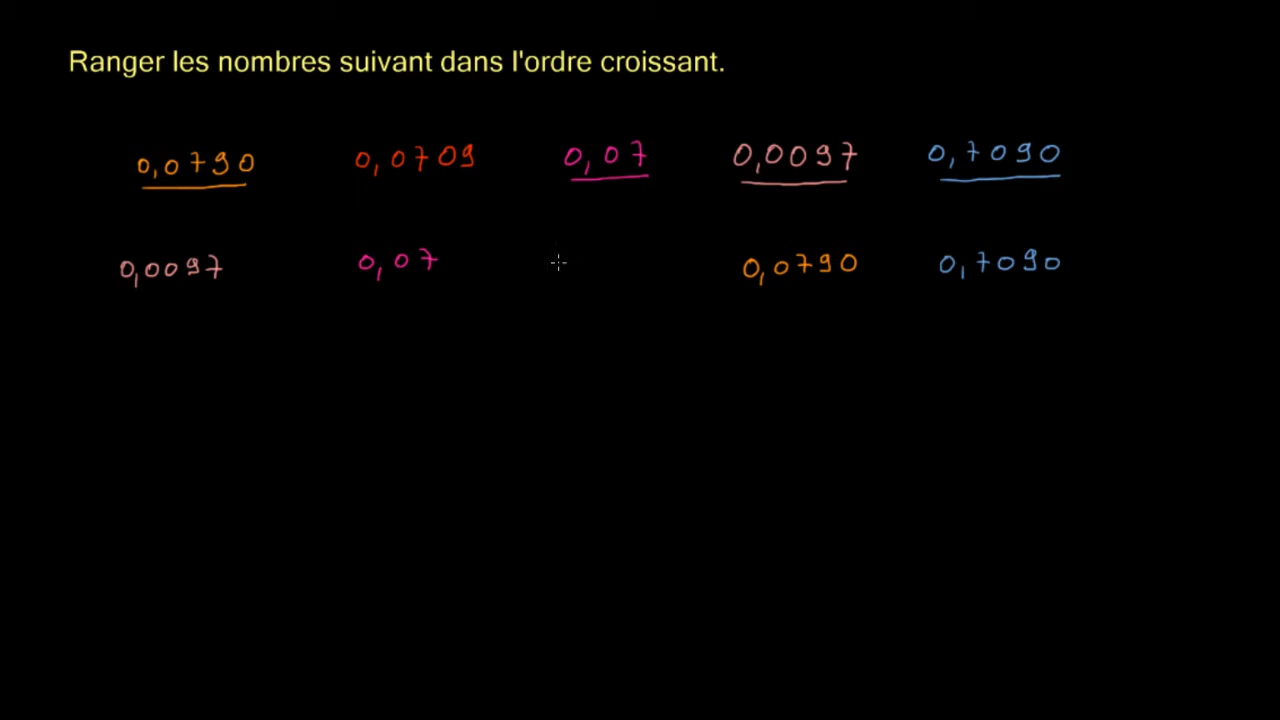 Ranger les nombres suivant dans l'ordre croissant.
0,0790 0,0709 0,07 0,0097 0,7090
0,0097 0,07 0,0790 0,7090